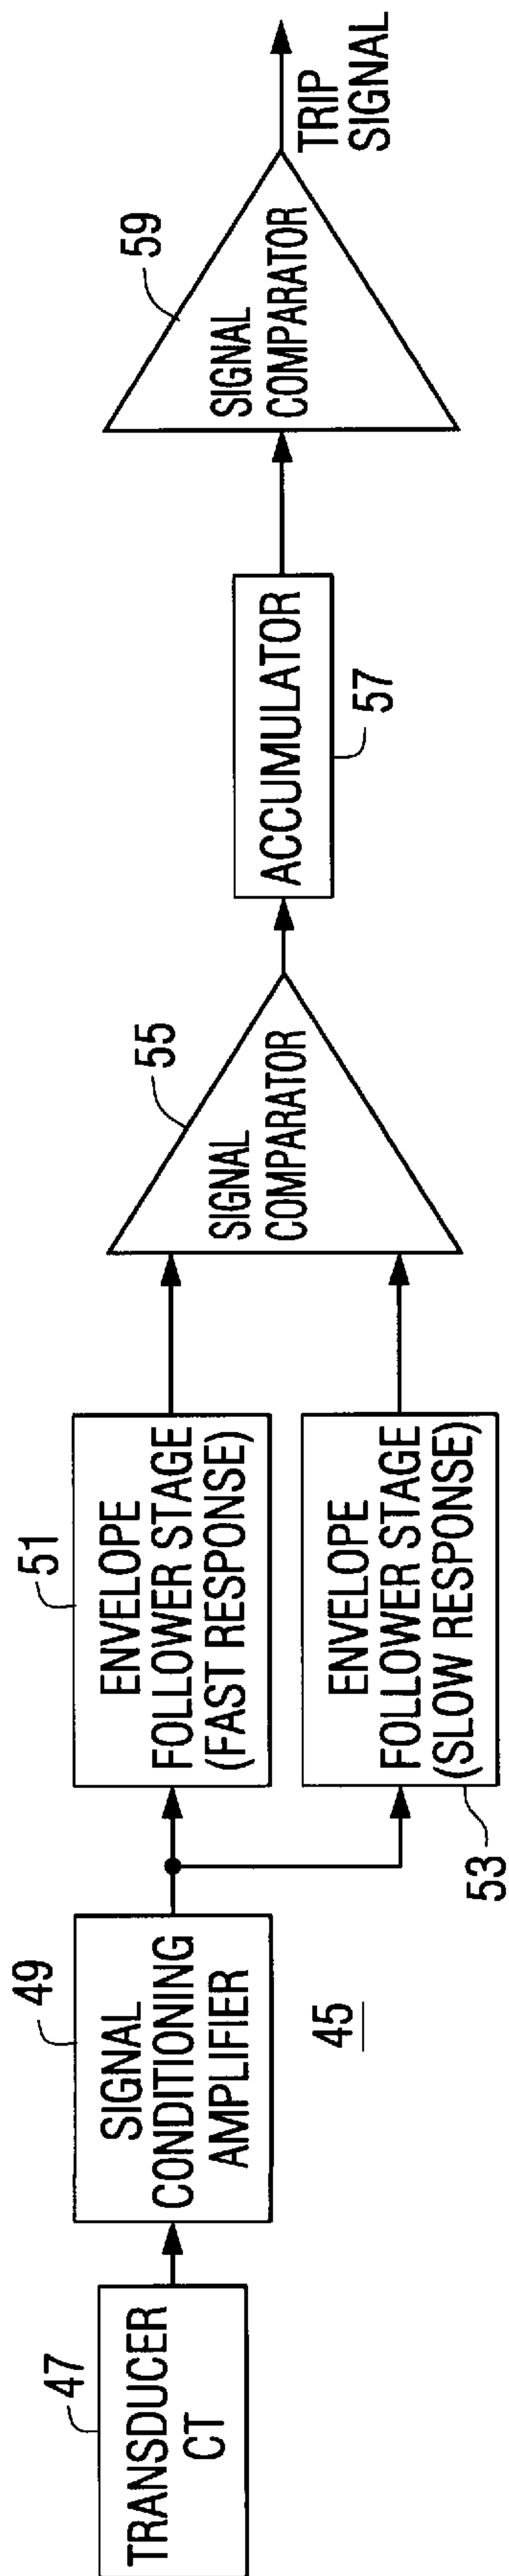 47
TRANSDUCER
CT
49
SIGNAL
CONDITIONING
AMPLIFIER
45
51
ENVELOPE
FOLLOWER STAGE
(FAST RESPONSE)
ENVELOPE
FOLLOWER STAGE
(SLOW RESPONSE)
53
55
SIGNAL
COMPARATOR
ACCUMULATOR
57
59
SIGNAL
COMPARATOR
TRIP
SIGNAL